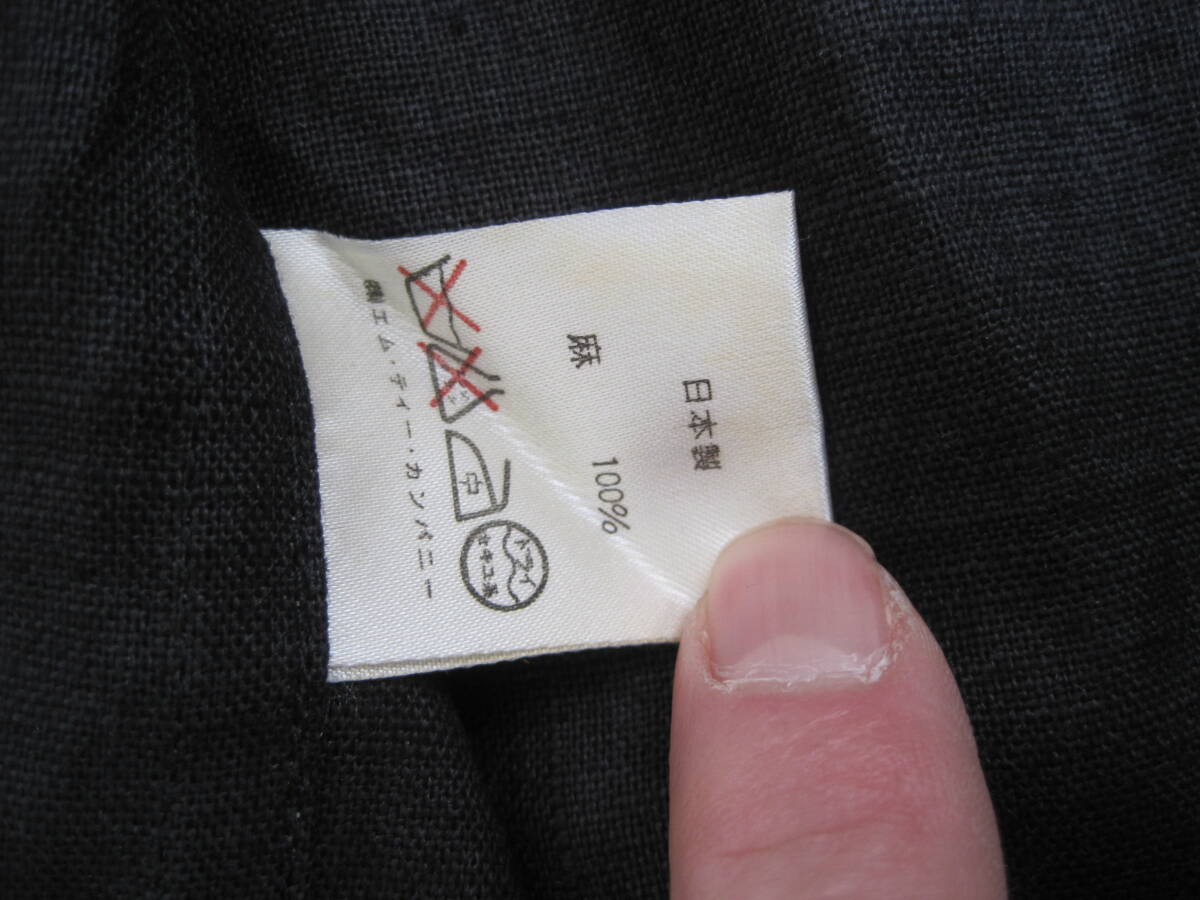 日本製
麻 100%
エ
中
ドライ
セキユ系
㈱エム・ティー・カンパニー